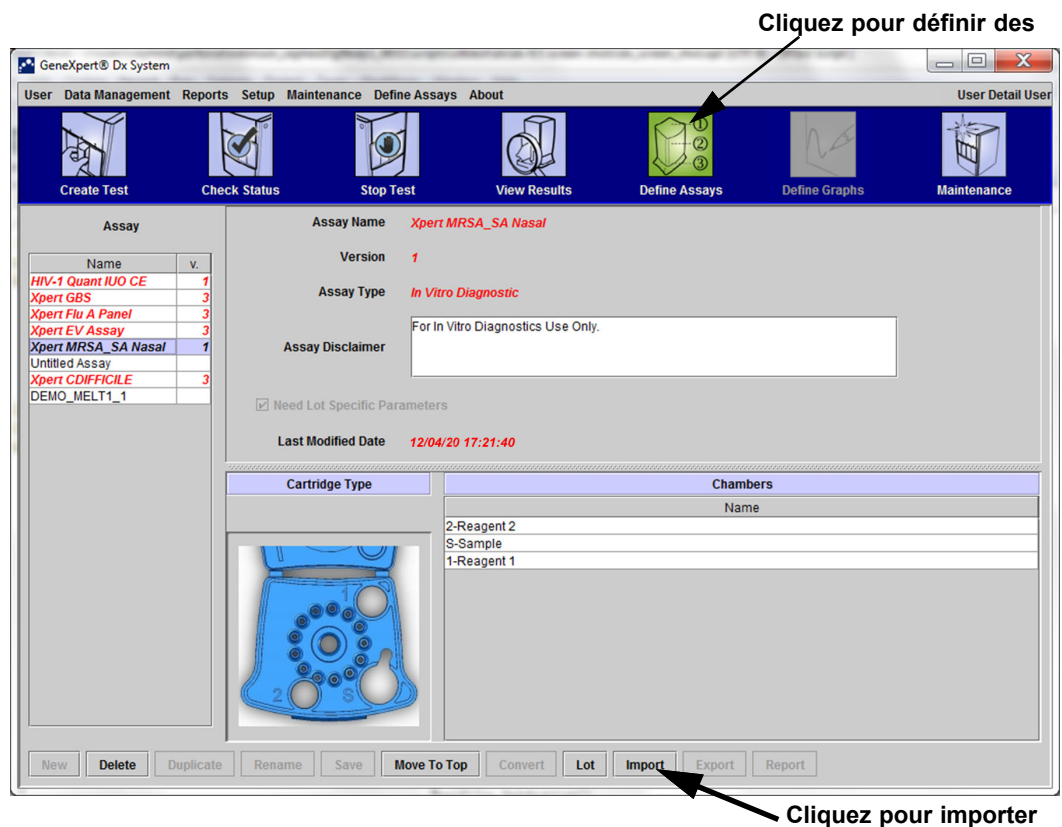 Cliquez pour définir des
GeneXpert® Dx System
User Data Management Reports Setup Maintenance Define Assays About User Detail User
Create Test Check Status Stop Test View Results Define Assays Define Graphs Maintenance
1
2
3
Assay
Name v.
HIV-1 Quant IUO CE 1
Xpert GBS 3
Xpert Flu A Panel 3
Xpert EV Assay 3
Xpert MRSA_SA Nasal 1
Untitled Assay
Xpert CDIFFICILE 3
DEMO_MELT1_1
Assay Name Xpert MRSA_SA Nasal
Version 1
Assay Type In Vitro Diagnostic
Assay Disclaimer For In Vitro Diagnostics Use Only.
Need Lot Specific Parameters
Last Modified Date 12/04/20 17:21:40
Cartridge Type
1
2 S
Chambers
Name
2-Reagent 2
S-Sample
1-Reagent 1
New Delete Duplicate Rename Save Move To Top Convert Lot Import Export Report
Cliquez pour importer